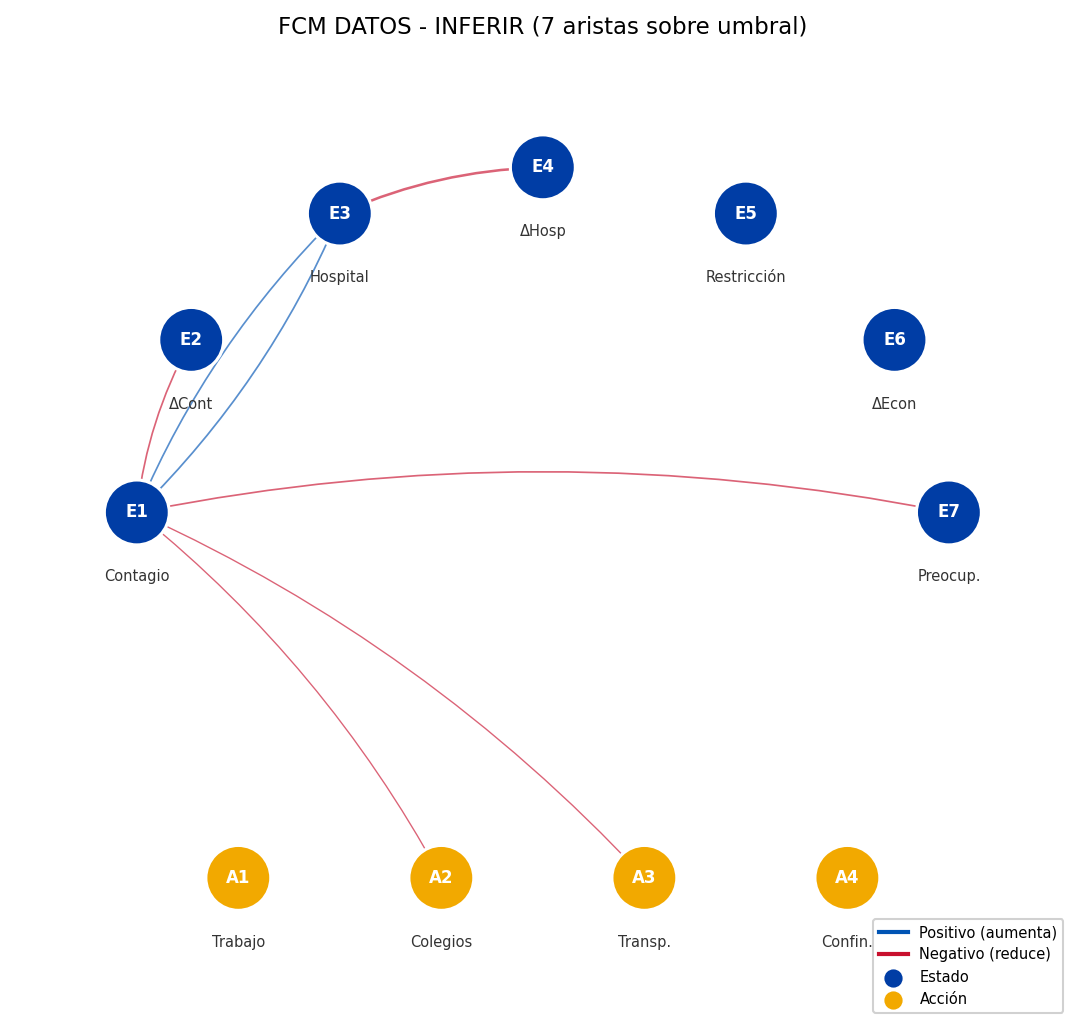 FCM DATOS - INFERIR (7 aristas sobre umbral)
E4
ΔHosp
E3
Hospital
E5
Restricción
E2
ΔCont
E6
ΔEcon
E1
Contagio
E7
Preocup.
A1
Trabajo
A2
Colegios
A3
Transp.
A4
Confin.
Positivo (aumenta)
Negativo (reduce)
Estado
Acción